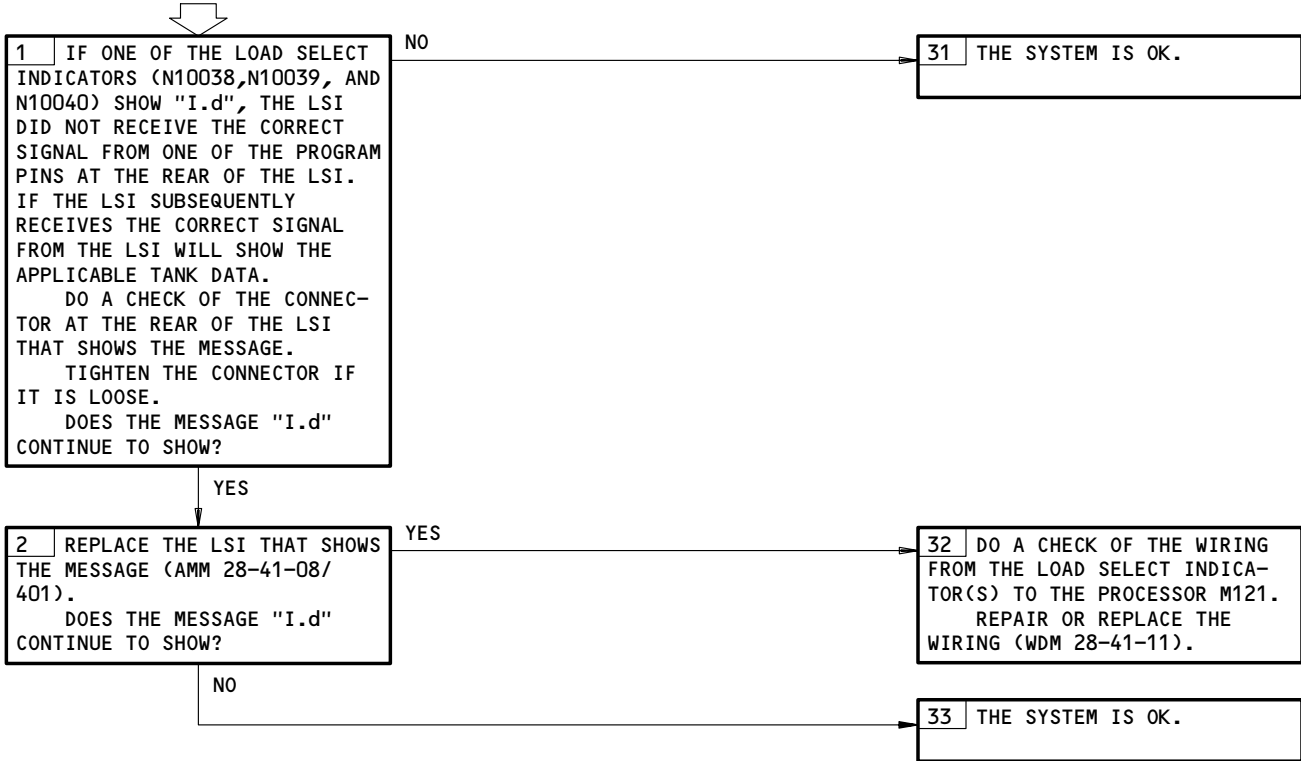 1 IF ONE OF THE LOAD SELECT
INDICATORS (N10038,N10039, AND
N10040) SHOW "I.d", THE LSI
DID NOT RECEIVE THE CORRECT
SIGNAL FROM ONE OF THE PROGRAM
PINS AT THE REAR OF THE LSI.
IF THE LSI SUBSEQUENTLY
RECEIVES THE CORRECT SIGNAL
FROM THE LSI WILL SHOW THE
APPLICABLE TANK DATA.
DO A CHECK OF THE CONNEC-
TOR AT THE REAR OF THE LSI
THAT SHOWS THE MESSAGE.
TIGHTEN THE CONNECTOR IF
IT IS LOOSE.
DOES THE MESSAGE "I.d"
CONTINUE TO SHOW?
NO
31 THE SYSTEM IS OK.
YES
2 REPLACE THE LSI THAT SHOWS
THE MESSAGE (AMM 28-41-08/
401).
DOES THE MESSAGE "I.d"
CONTINUE TO SHOW?
YES
32 DO A CHECK OF THE WIRING
FROM THE LOAD SELECT INDICA-
TOR(S) TO THE PROCESSOR M121.
REPAIR OR REPLACE THE
WIRING (WDM 28-41-11).
NO
33 THE SYSTEM IS OK.